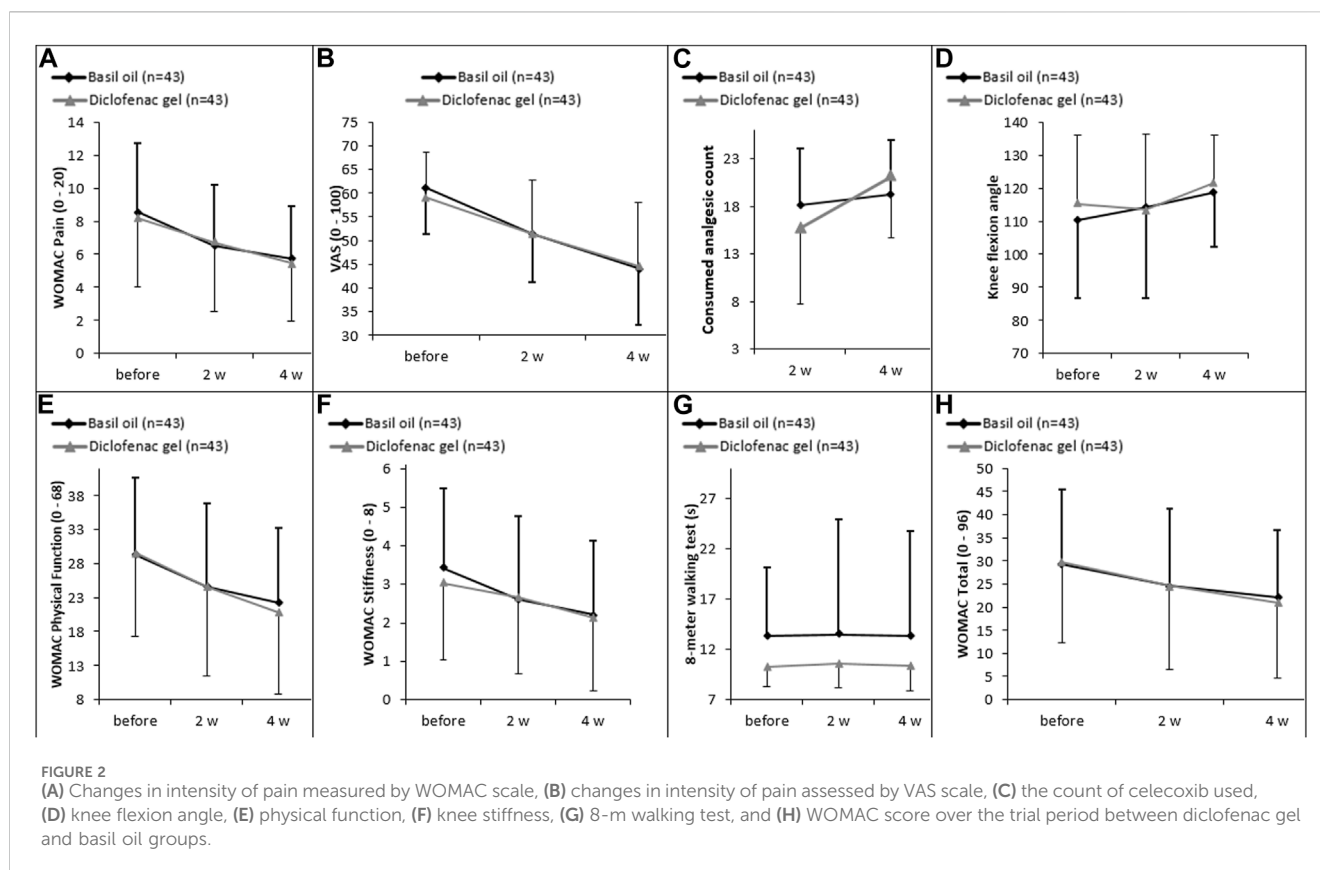 A
Basil oil (n=43)
Diclofenac gel (n=43)
WOMAC Pain (0 - 20)
14
12
10
8
6
4
2
0
before 2 w 4 w
B
Basil oil (n=43)
Diclofenac gel (n=43)
VAS (0 - 100)
75
70
65
60
55
50
45
40
35
30
before 2 w 4 w
C
Basil oil (n=43)
Diclofenac gel (n=43)
Consumed analgesic count
23
18
13
8
3
2 w 4 w
D
Basil oil (n=43)
Diclofenac gel (n=43)
Knee flexion angle
140
130
120
110
100
90
80
70
before 2 w 4 w
E
Basil oil (n=43)
Diclofenac gel (n=43)
WOMAC Physical Function (0 - 68)
38
33
28
23
18
13
8
before 2 w 4 w
F
Basil oil (n=43)
Diclofenac gel (n=43)
WOMAC Stiffness (0 - 8)
6
5
4
3
2
1
0
before 2 w 4 w
G
Basil oil (n=43)
Diclofenac gel (n=43)
8-meter walking test (s)
27
22
17
12
7
before 2 w 4 w
H
Basil oil (n=43)
Diclofenac gel (n=43)
WOMAC Total (0 - 96)
50
45
40
35
30
25
20
15
10
5
0
before 2 w 4 w
FIGURE 2
(A) Changes in intensity of pain measured by WOMAC scale, (B) changes in intensity of pain assessed by VAS scale, (C) the count of celecoxib used,
(D) knee flexion angle, (E) physical function, (F) knee stiffness, (G) 8-m walking test, and (H) WOMAC score over the trial period between diclofenac gel
and basil oil groups.